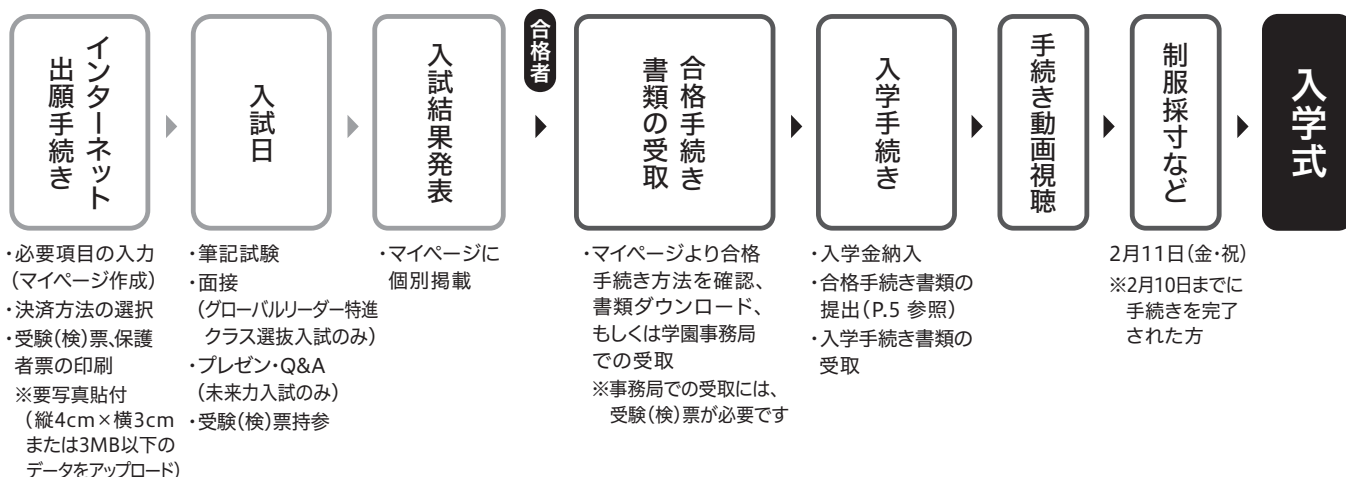 インターネット
出願手続き
・必要項目の入力
(マイページ作成)
・決済方法の選択
・受験(検)票、保護
者票の印刷
※要写真貼付
(縦4cm×横3cm
または3MB以下の
データをアップロード)
入試日
・筆記試験
・面接
(グローバルリーダー特進
クラス選抜入試のみ)
・プレゼン・Q&A
(未来力入試のみ)
・受験(検)票持参
入試結果発表
・マイページに
個別掲載
合格者
合格手続き
書類の受取
・マイページより合格
手続き方法を確認、
書類ダウンロード、
もしくは学園事務局
での受取
※事務局での受取には、
受験(検)票が必要です
入学手続き
・入学金納入
・合格手続き書類の
提出(P.5 参照)
・入学手続き書類の
受取
手続き動画視聴
制服採寸など
2月11日(金・祝)
※2月10日までに
手続きを完了
された方
入学式